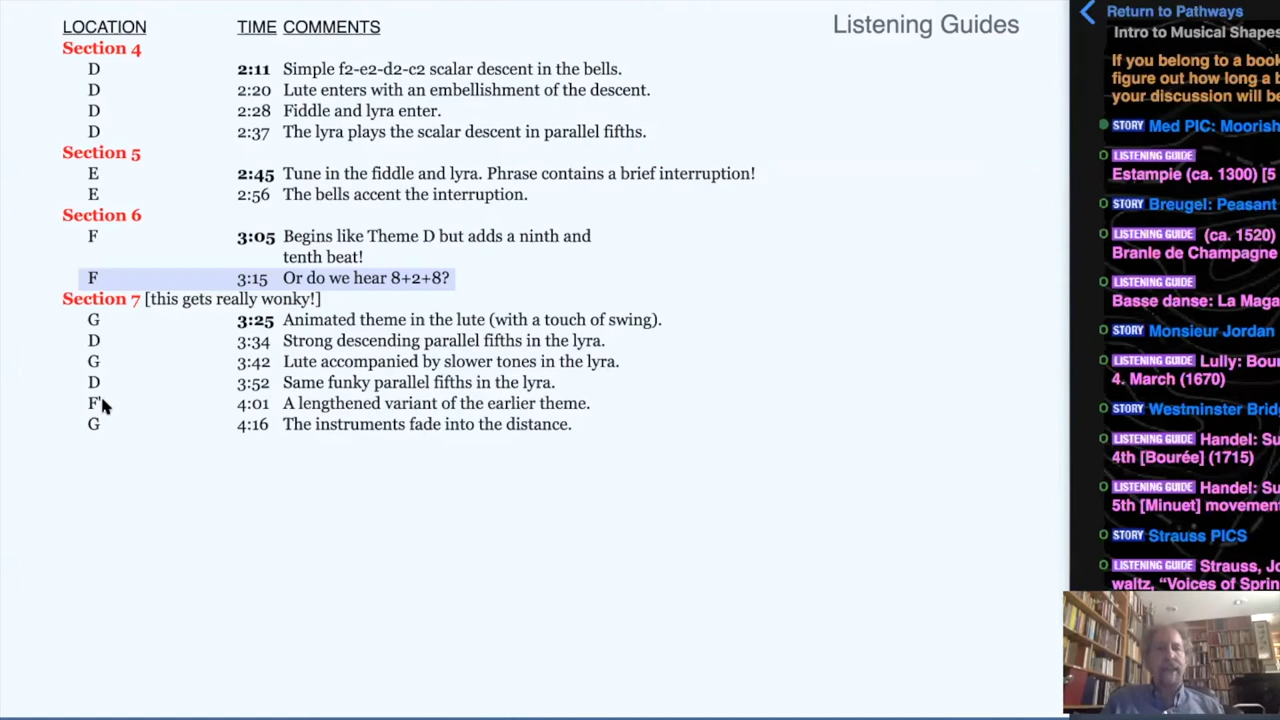 LOCATION TIME COMMENTS
Listening Guides
Section 4
D 2:11 Simple f2-e2-d2-c2 scalar descent in the bells.
D 2:20 Lute enters with an embellishment of the descent.
D 2:28 Fiddle and lyra enter.
D 2:37 The lyra plays the scalar descent in parallel fifths.
Section 5
E 2:45 Tune in the fiddle and lyra. Phrase contains a brief interruption!
E 2:56 The bells accent the interruption.
Section 6
F 3:05 Begins like Theme D but adds a ninth and
tenth beat!
F 3:15 Or do we hear 8+2+8?
Section 7 [this gets really wonky!]
G 3:25 Animated theme in the lute (with a touch of swing).
D 3:34 Strong descending parallel fifths in the lyra.
G 3:42 Lute accompanied by slower tones in the lyra.
D 3:52 Same funky parallel fifths in the lyra.
F' 4:01 A lengthened variant of the earlier theme.
G 4:16 The instruments fade into the distance.
Return to Pathways
Intro to Musical Shapes
If you belong to a book
figure out how long a b
your discussion will be
STORY Med PIC: Moorish
LISTENING GUIDE
Estampie (ca. 1300) [5
STORY Breugel: Peasant
LISTENING GUIDE (ca. 1520)
Branle de Champagne
LISTENING GUIDE
Basse danse: La Maga
STORY Monsieur Jordan
LISTENING GUIDE Lully: Bour
4. March (1670)
STORY Westminster Bridg
LISTENING GUIDE Handel: Su
4th [Bourée] (1715)
LISTENING GUIDE Handel: Su
5th [Minuet] movemen
STORY Strauss PICS
LISTENING GUIDE Strauss, Jo
waltz, “Voices of Sprin